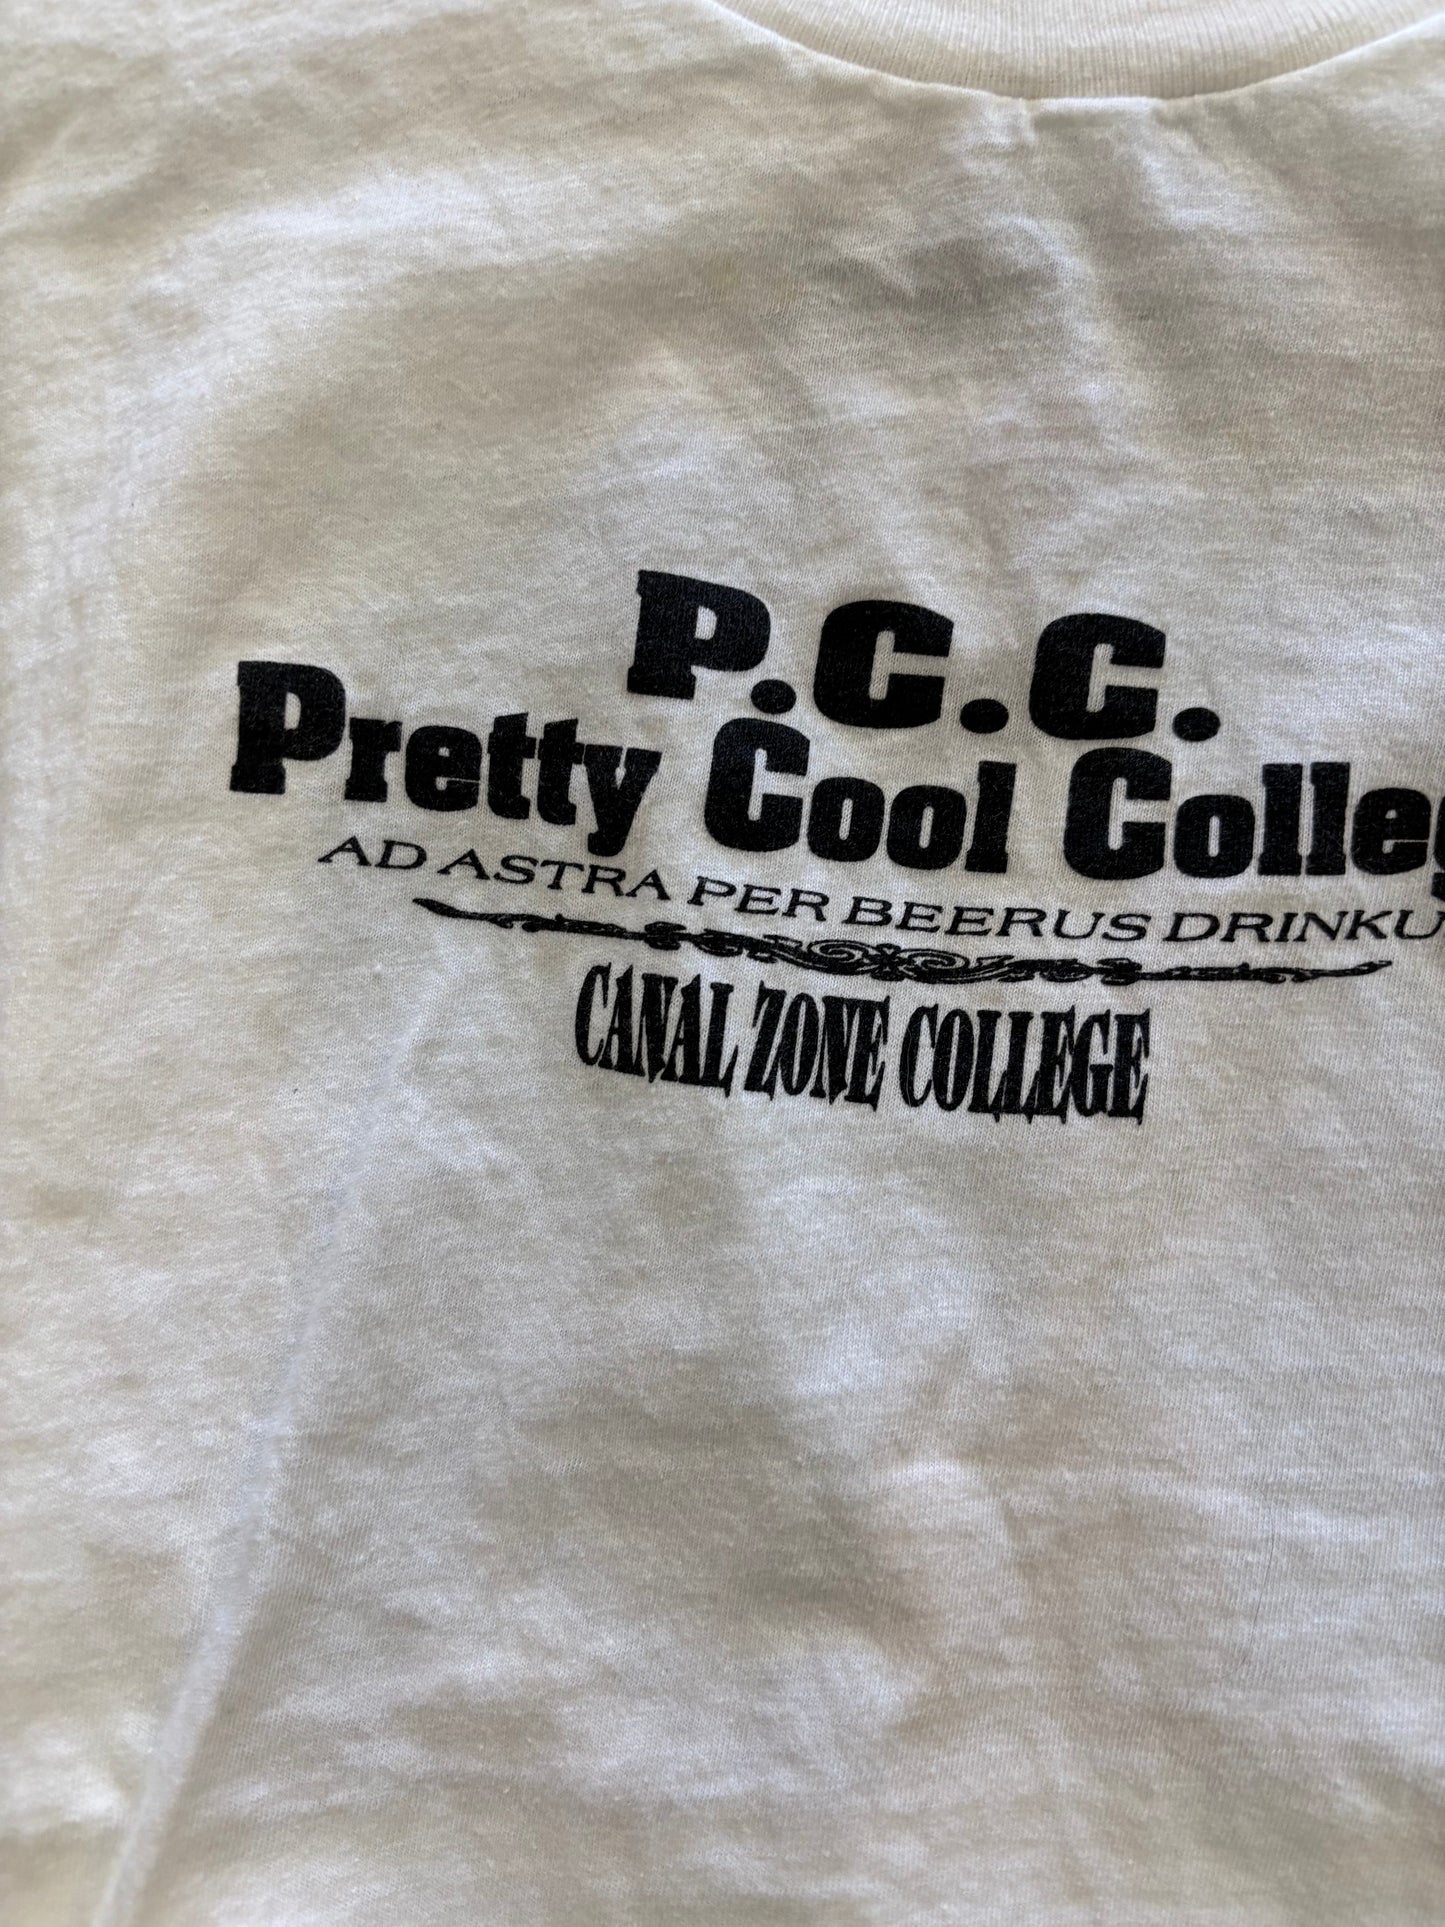 P.C.C.
Pretty Cool Colleg
AD ASTRA PER BEERUS DRINKU
CANAL ZONE COLLEGE